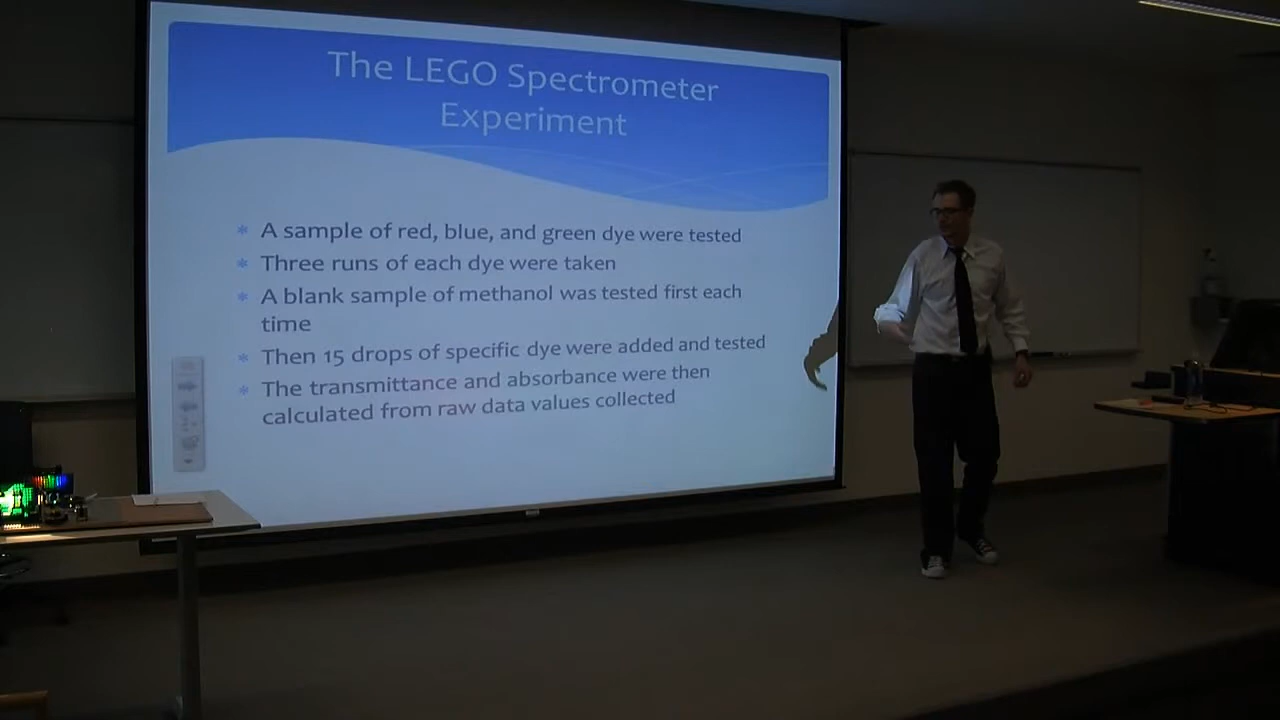 The LEGO Spectrometer
Experiment
* A sample of red, blue, and green dye were tested
* Three runs of each dye were taken
* A blank sample of methanol was tested first each
time
* Then 15 drops of specific dye were added and tested
* The transmittance and absorbance were then
calculated from raw data values collected